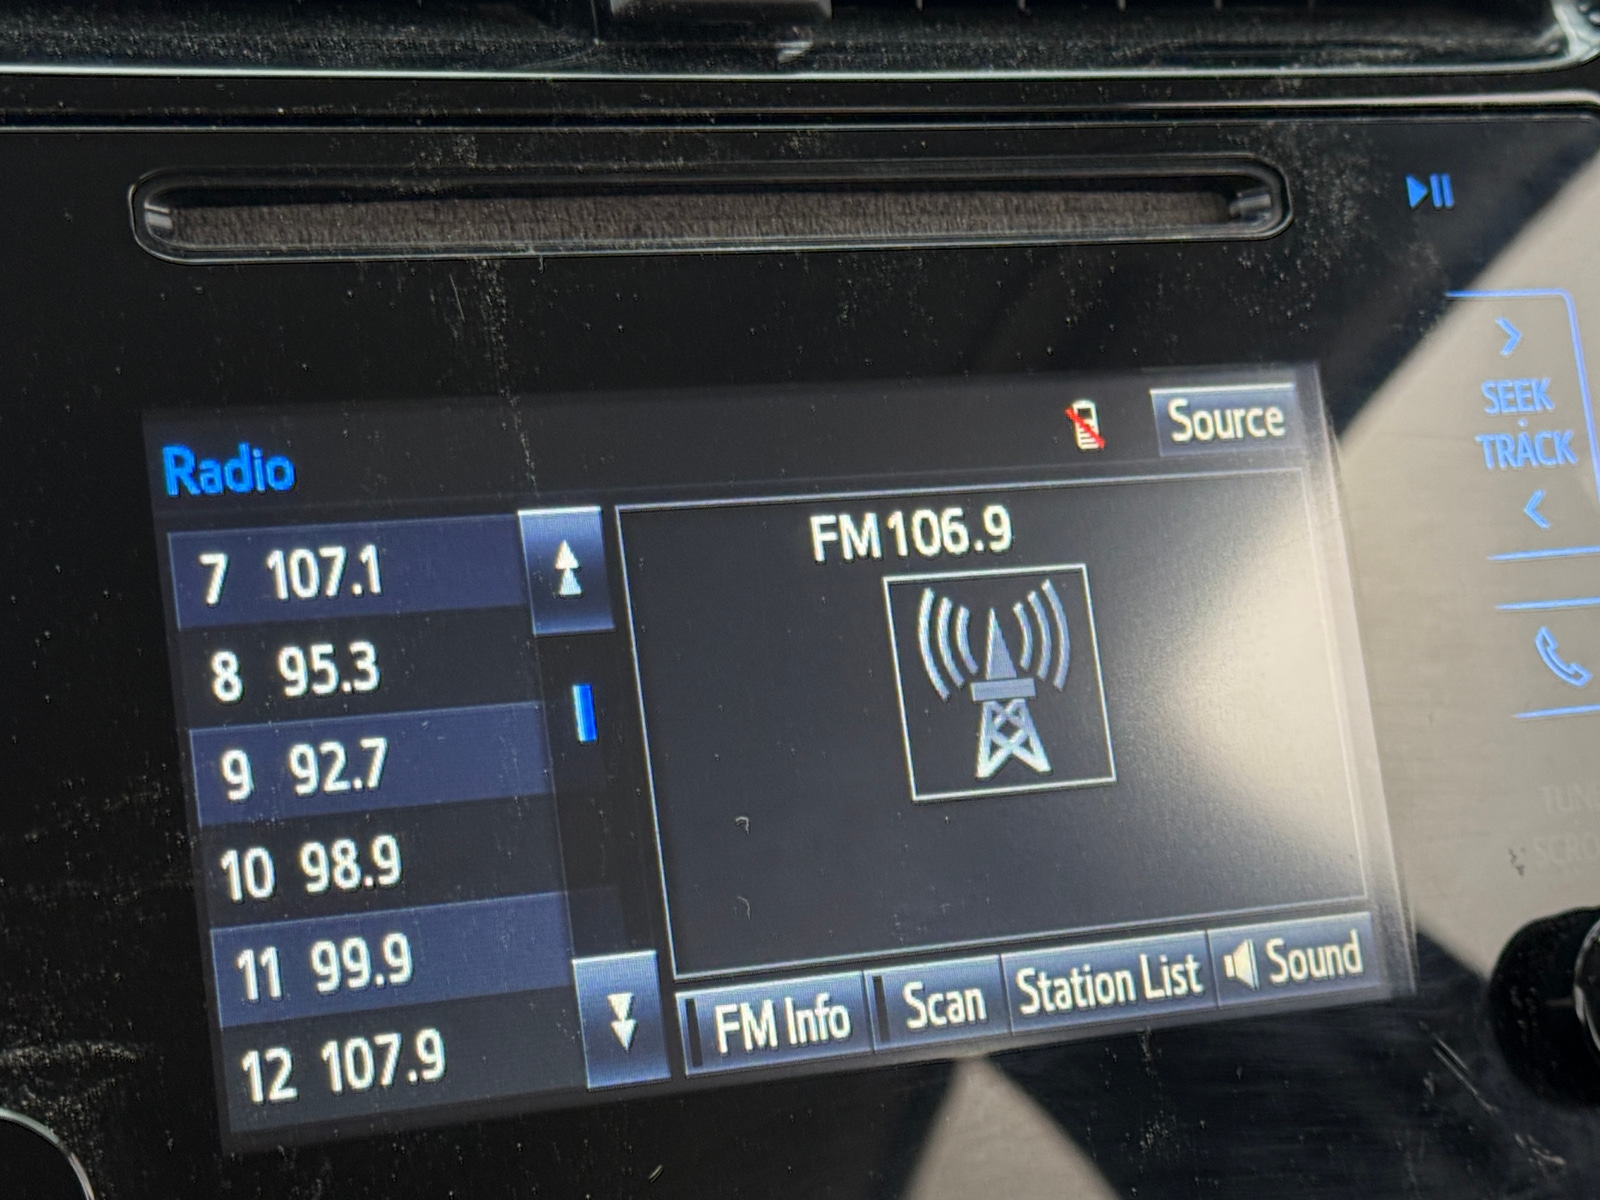 SEEK
TRACK
Source
Radio
FM 106.9
7 107.1
8 95.3
9 92.7
10 98.9
11 99.9
12 107.9
FM Info
Scan
Station List
Sound